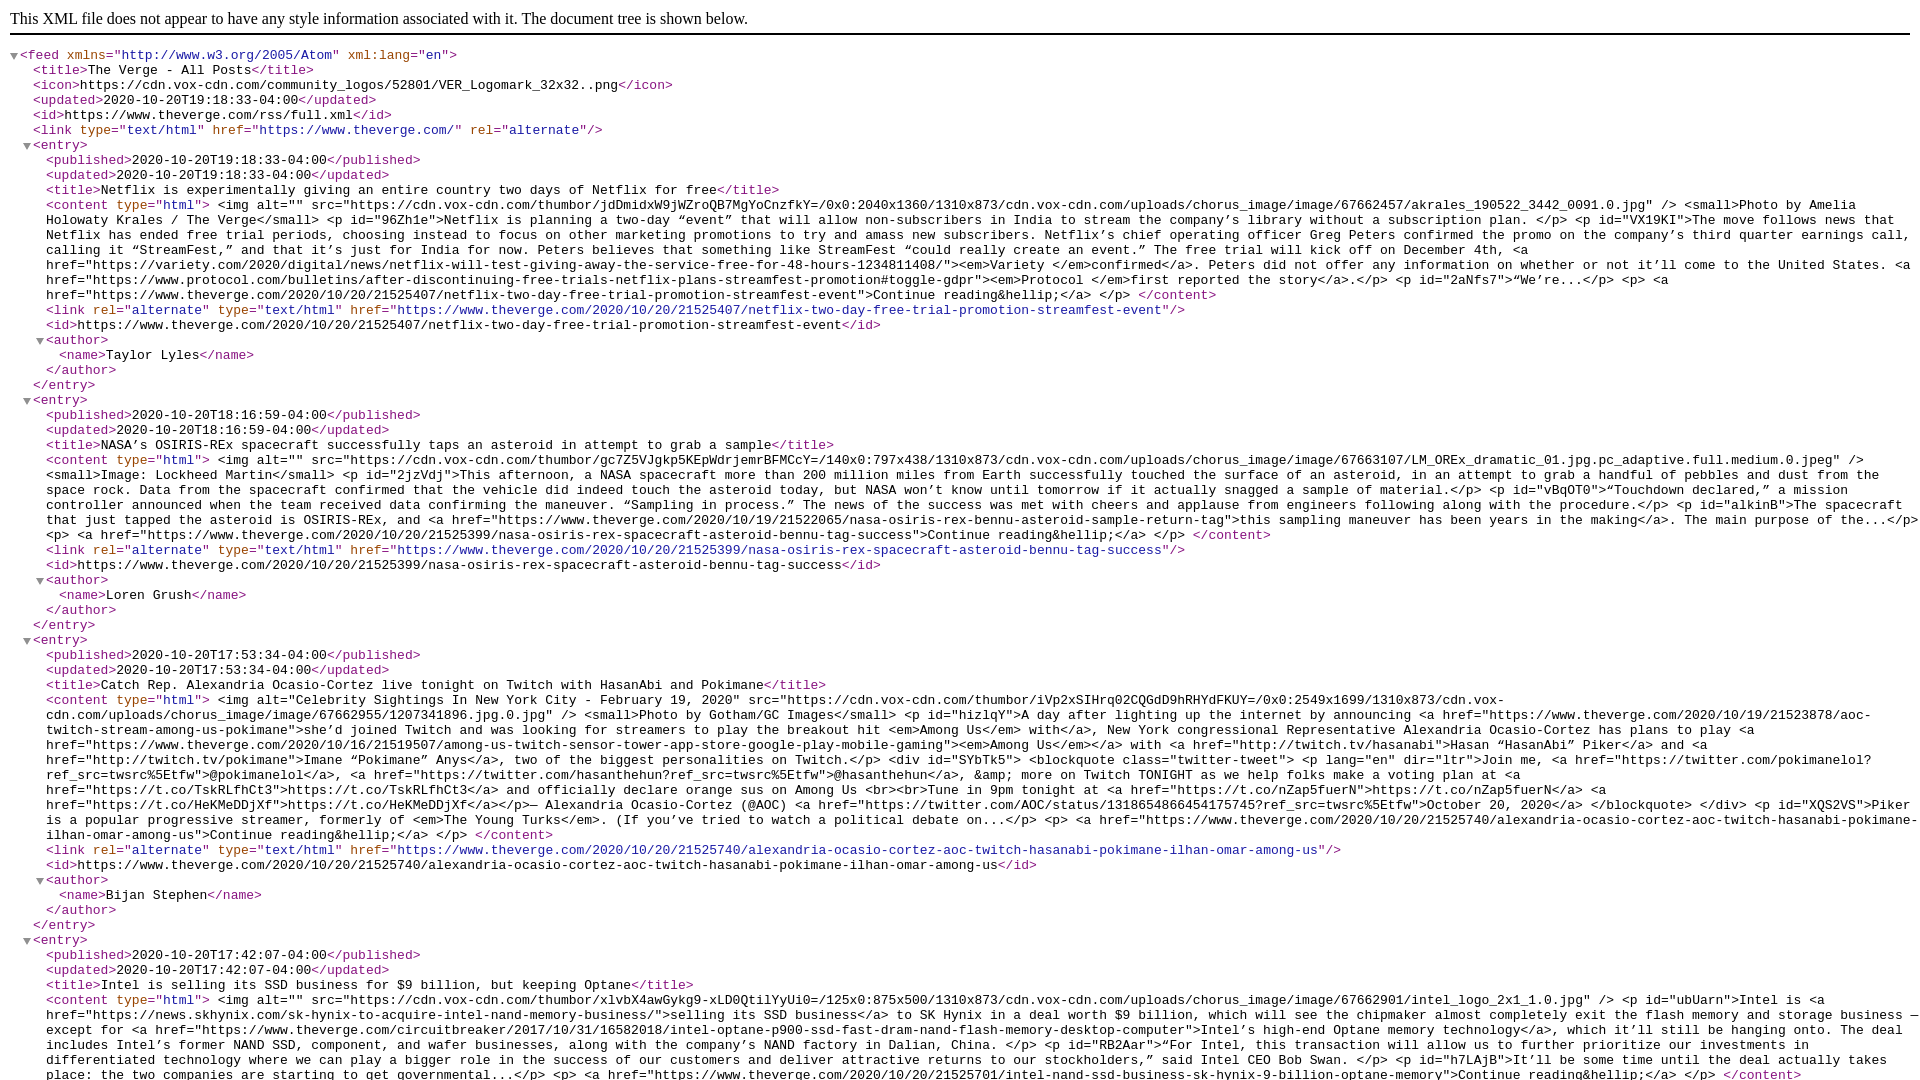 This XML file does not appear to have any style information associated with it. The document tree is shown below.
<feed xmlns="http://www.w3.org/2005/Atom" xml:lang="en">
<title>The Verge - All Posts</title>
<icon>https://cdn.vox-cdn.com/community_logos/52801/VER_Logomark_32x32..png</icon>
<updated>2020-10-20T19:18:33-04:00</updated>
<id>https://www.theverge.com/rss/full.xml</id>
<link type="text/html" href="https://www.theverge.com/" rel="alternate"/>
<entry>
<published>2020-10-20T19:18:33-04:00</published>
<updated>2020-10-20T19:18:33-04:00</updated>
<title>Netflix is experimentally giving an entire country two days of Netflix for free</title>
<content type="html"> <img alt="" src="https://cdn.vox-cdn.com/thumbor/jdDmidxW9jWZroQB7MgYoCnzfkY=/0x0:2040x1360/1310x873/cdn.vox-cdn.com/uploads/chorus_image/image/67662457/akrales_190522_3442_0091.0.jpg" /> <small>Photo by Amelia
Holowaty Krales / The Verge</small> <p id="96Zh1e">Netflix is planning a two-day “event” that will allow non-subscribers in India to stream the company’s library without a subscription plan. </p> <p id="VX19KI">The move follows news that
Netflix has ended free trial periods, choosing instead to focus on other marketing promotions to try and amass new subscribers. Netflix’s chief operating officer Greg Peters confirmed the promo on the company’s third quarter earnings call,
calling it “StreamFest,” and that it’s just for India for now. Peters believes that something like StreamFest “could really create an event.” The free trial will kick off on December 4th, <a
href="https://variety.com/2020/digital/news/netflix-will-test-giving-away-the-service-free-for-48-hours-1234811408/"><em>Variety </em>confirmed</a>. Peters did not offer any information on whether or not it’ll come to the United States. <a
href="https://www.protocol.com/bulletins/after-discontinuing-free-trials-netflix-plans-streamfest-promotion#toggle-gdpr"><em>Protocol </em>first reported the story</a>.</p> <p id="2aNfs7">“We’re...</p> <p> <a
href="https://www.theverge.com/2020/10/20/21525407/netflix-two-day-free-trial-promotion-streamfest-event">Continue reading&hellip;</a> </p> </content>
<link rel="alternate" type="text/html" href="https://www.theverge.com/2020/10/20/21525407/netflix-two-day-free-trial-promotion-streamfest-event"/>
<id>https://www.theverge.com/2020/10/20/21525407/netflix-two-day-free-trial-promotion-streamfest-event</id>
<author>
<name>Taylor Lyles</name>
</author>
</entry>
<entry>
<published>2020-10-20T18:16:59-04:00</published>
<updated>2020-10-20T18:16:59-04:00</updated>
<title>NASA’s OSIRIS-REx spacecraft successfully taps an asteroid in attempt to grab a sample</title>
<content type="html"> <img alt="" src="https://cdn.vox-cdn.com/thumbor/gc7Z5VJgkp5KEpWdrjemrBFMCcY=/140x0:797x438/1310x873/cdn.vox-cdn.com/uploads/chorus_image/image/67663107/LM_OREx_dramatic_01.jpg.pc_adaptive.full.medium.0.jpeg" />
<small>Image: Lockheed Martin</small> <p id="2jzVdj">This afternoon, a NASA spacecraft more than 200 million miles from Earth successfully touched the surface of an asteroid, in an attempt to grab a handful of pebbles and dust from the
space rock. Data from the spacecraft confirmed that the vehicle did indeed touch the asteroid today, but NASA won’t know until tomorrow if it actually snagged a sample of material.</p> <p id="vBqOT0">“Touchdown declared,” a mission
controller announced when the team received data confirming the maneuver. “Sampling in process.” The news of the success was met with cheers and applause from engineers following along with the procedure.</p> <p id="alkinB">The spacecraft
that just tapped the asteroid is OSIRIS-REx, and <a href="https://www.theverge.com/2020/10/19/21522065/nasa-osiris-rex-bennu-asteroid-sample-return-tag">this sampling maneuver has been years in the making</a>. The main purpose of the...</p>
<p> <a href="https://www.theverge.com/2020/10/20/21525399/nasa-osiris-rex-spacecraft-asteroid-bennu-tag-success">Continue reading&hellip;</a> </p> </content>
<link rel="alternate" type="text/html" href="https://www.theverge.com/2020/10/20/21525399/nasa-osiris-rex-spacecraft-asteroid-bennu-tag-success"/>
<id>https://www.theverge.com/2020/10/20/21525399/nasa-osiris-rex-spacecraft-asteroid-bennu-tag-success</id>
<author>
<name>Loren Grush</name>
</author>
</entry>
<entry>
<published>2020-10-20T17:53:34-04:00</published>
<updated>2020-10-20T17:53:34-04:00</updated>
<title>Catch Rep. Alexandria Ocasio-Cortez live tonight on Twitch with HasanAbi and Pokimane</title>
<content type="html"> <img alt="Celebrity Sightings In New York City - February 19, 2020" src="https://cdn.vox-cdn.com/thumbor/iVp2xSIHrq02CQGdD9hRHYdFKUY=/0x0:2549x1699/1310x873/cdn.vox-
cdn.com/uploads/chorus_image/image/67662955/1207341896.jpg.0.jpg" /> <small>Photo by Gotham/GC Images</small> <p id="hizlqY">A day after lighting up the internet by announcing <a href="https://www.theverge.com/2020/10/19/21523878/aoc-
twitch-stream-among-us-pokimane">she’d joined Twitch and was looking for streamers to play the breakout hit <em>Among Us</em> with</a>, New York congressional Representative Alexandria Ocasio-Cortez has plans to play <a
href="https://www.theverge.com/2020/10/16/21519507/among-us-twitch-sensor-tower-app-store-google-play-mobile-gaming"><em>Among Us</em></a> with <a href="http://twitch.tv/hasanabi">Hasan “HasanAbi” Piker</a> and <a
href="http://twitch.tv/pokimane">Imane “Pokimane” Anys</a>, two of the biggest personalities on Twitch.</p> <div id="SYbTk5"> <blockquote class="twitter-tweet"> <p lang="en" dir="ltr">Join me, <a href="https://twitter.com/pokimanelol?
ref_src=twsrc%5Etfw">@pokimanelol</a>, <a href="https://twitter.com/hasanthehun?ref_src=twsrc%5Etfw">@hasanthehun</a>, &amp; more on Twitch TONIGHT as we help folks make a voting plan at <a
href="https://t.co/TskRLfhCt3">https://t.co/TskRLfhCt3</a> and officially declare orange sus on Among Us <br><br>Tune in 9pm tonight at <a href="https://t.co/nZap5fuerN">https://t.co/nZap5fuerN</a> <a
href="https://t.co/HeKMeDDjXf">https://t.co/HeKMeDDjXf</a></p>— Alexandria Ocasio-Cortez (@AOC) <a href="https://twitter.com/AOC/status/1318654866454175745?ref_src=twsrc%5Etfw">October 20, 2020</a> </blockquote> </div> <p id="XQS2VS">Piker
is a popular progressive streamer, formerly of <em>The Young Turks</em>. (If you’ve tried to watch a political debate on...</p> <p> <a href="https://www.theverge.com/2020/10/20/21525740/alexandria-ocasio-cortez-aoc-twitch-hasanabi-pokimane-
ilhan-omar-among-us">Continue reading&hellip;</a> </p> </content>
<link rel="alternate" type="text/html" href="https://www.theverge.com/2020/10/20/21525740/alexandria-ocasio-cortez-aoc-twitch-hasanabi-pokimane-ilhan-omar-among-us"/>
<id>https://www.theverge.com/2020/10/20/21525740/alexandria-ocasio-cortez-aoc-twitch-hasanabi-pokimane-ilhan-omar-among-us</id>
<author>
<name>Bijan Stephen</name>
</author>
</entry>
<entry>
<published>2020-10-20T17:42:07-04:00</published>
<updated>2020-10-20T17:42:07-04:00</updated>
<title>Intel is selling its SSD business for $9 billion, but keeping Optane</title>
<content type="html"> <img alt="" src="https://cdn.vox-cdn.com/thumbor/xlvbX4awGykg9-xLD0QtilYyUi0=/125x0:875x500/1310x873/cdn.vox-cdn.com/uploads/chorus_image/image/67662901/intel_logo_2x1_1.0.jpg" /> <p id="ubUarn">Intel is <a
href="https://news.skhynix.com/sk-hynix-to-acquire-intel-nand-memory-business/">selling its SSD business</a> to SK Hynix in a deal worth $9 billion, which will see the chipmaker almost completely exit the flash memory and storage business —
except for <a href="https://www.theverge.com/circuitbreaker/2017/10/31/16582018/intel-optane-p900-ssd-fast-dram-nand-flash-memory-desktop-computer">Intel’s high-end Optane memory technology</a>, which it’ll still be hanging onto. The deal
includes Intel’s former NAND SSD, component, and wafer businesses, along with the company’s NAND factory in Dalian, China. </p> <p id="RB2Aar">“For Intel, this transaction will allow us to further prioritize our investments in
differentiated technology where we can play a bigger role in the success of our customers and deliver attractive returns to our stockholders,” said Intel CEO Bob Swan. </p> <p id="h7LAjB">It’ll be some time until the deal actually takes
place: the two companies are starting to get governmental...</p> <p> <a href="https://www.theverge.com/2020/10/20/21525701/intel-nand-ssd-business-sk-hynix-9-billion-optane-memory">Continue reading&hellip;</a> </p> </content>